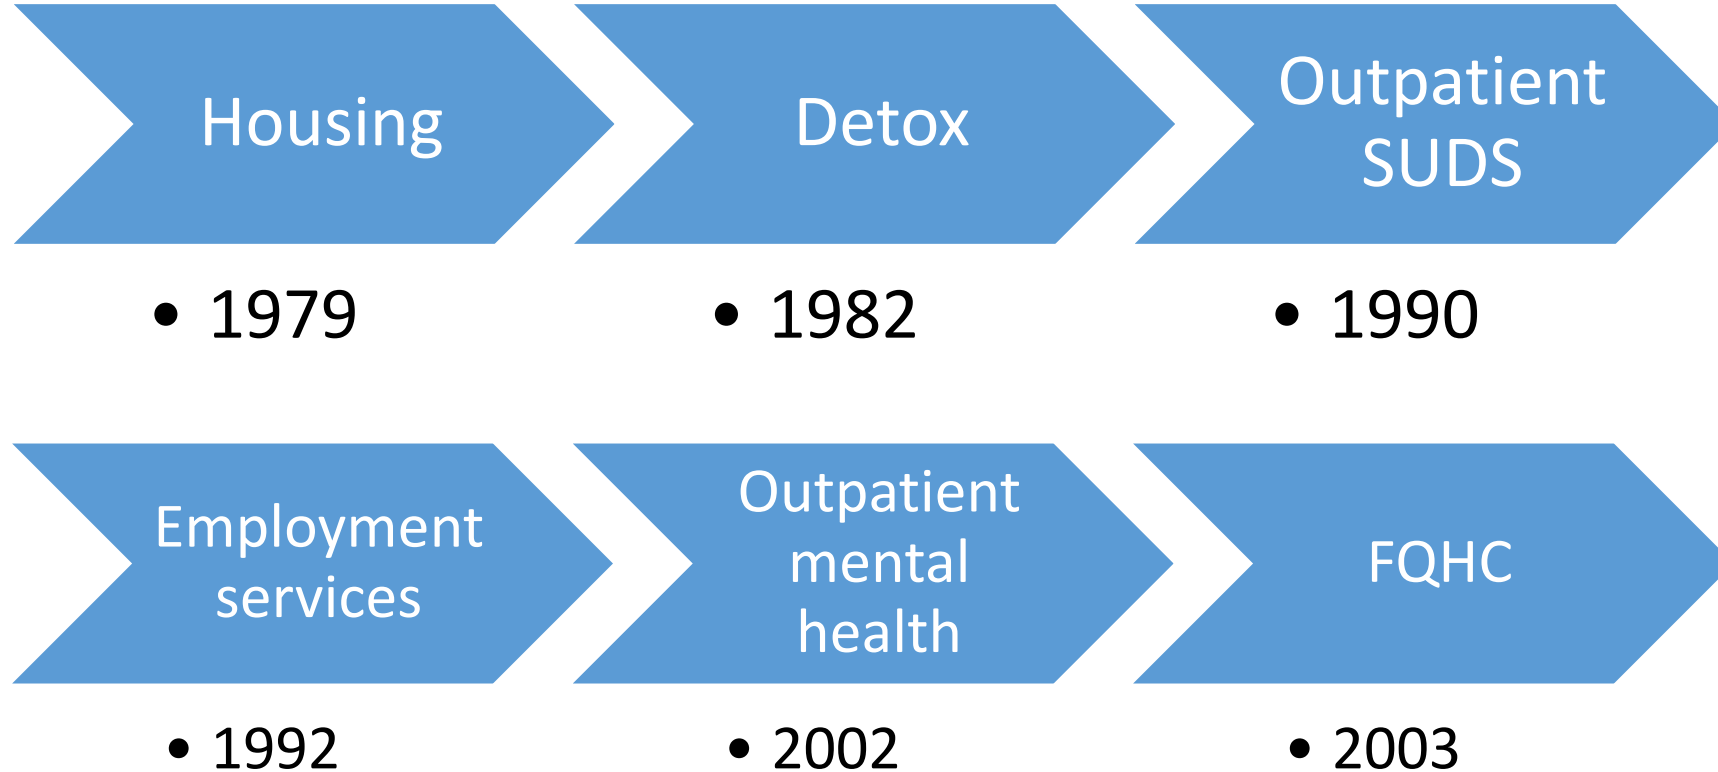 Housing
Detox
Outpatient
SUDS
• 1979
• 1982
• 1990
Employment
services
Outpatient
mental
health
FQHC
• 1992
• 2002
• 2003